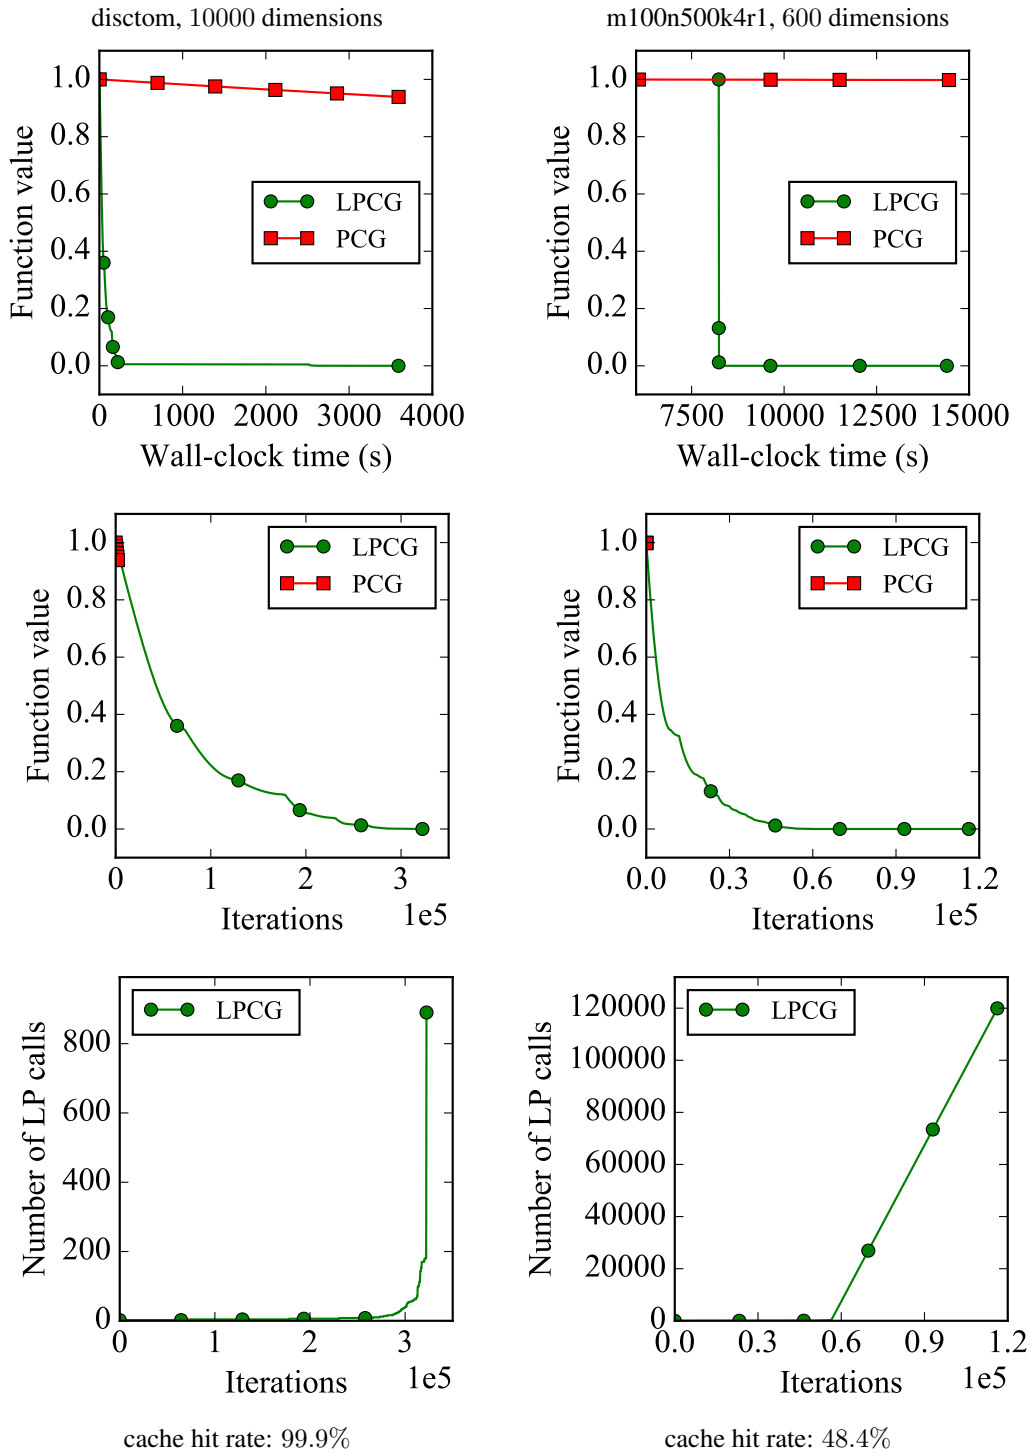 disctom, 10000 dimensions
1.0
0.8
0.6
0.4
0.2
0.0
Function value
LPCG
PCG
0 1000 2000 3000 4000
Wall-clock time (s)
m100n500k4r1, 600 dimensions
1.0
0.8
0.6
0.4
0.2
0.0
Function value
LPCG
PCG
7500 10000 12500 15000
Wall-clock time (s)
1.0
0.8
0.6
0.4
0.2
0.0
Function value
LPCG
PCG
0 1 2 3
1e5
Iterations
1.0
0.8
0.6
0.4
0.2
0.0
Function value
LPCG
PCG
0.0 0.3 0.6 0.9 1.2
1e5
Iterations
800
600
400
200
0
Number of LP calls
LPCG
0 1 2 3
1e5
Iterations
cache hit rate: 99.9%
120000
100000
80000
60000
40000
20000
0
Number of LP calls
LPCG
0.0 0.3 0.6 0.9 1.2
1e5
Iterations
cache hit rate: 48.4%